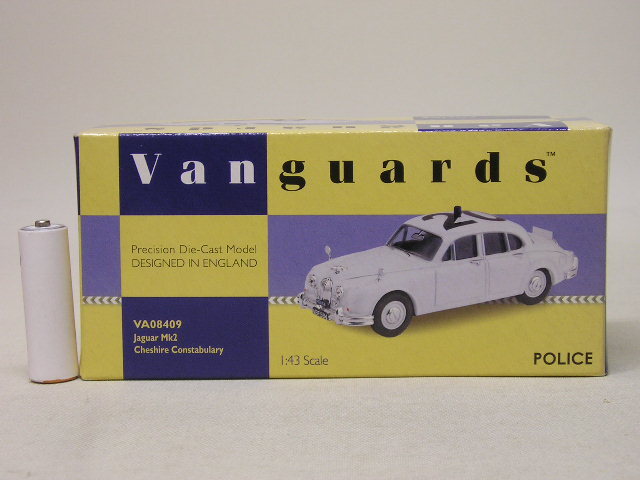 Vanguards™
Precision Die-Cast Model
DESIGNED IN ENGLAND
VA08409
Jaguar Mk2
Cheshire Constabulary
1:43 Scale
POLICE